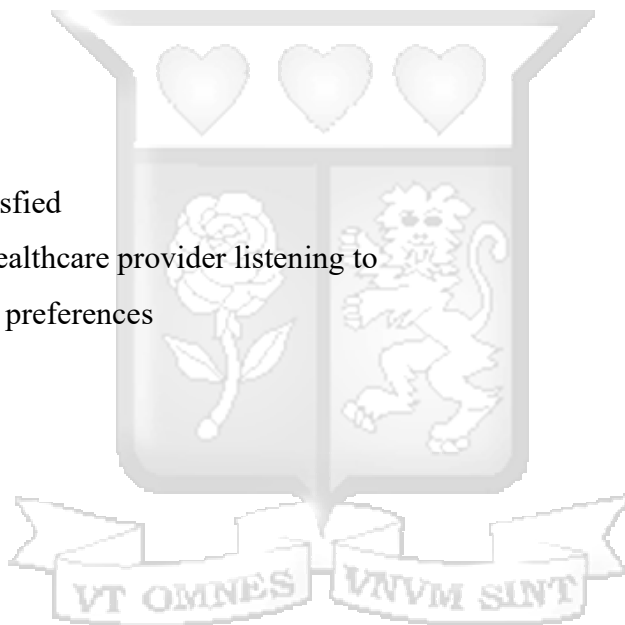 sfied
ealthcare provider listening to
preferences
VT OMNES VNVM SINT